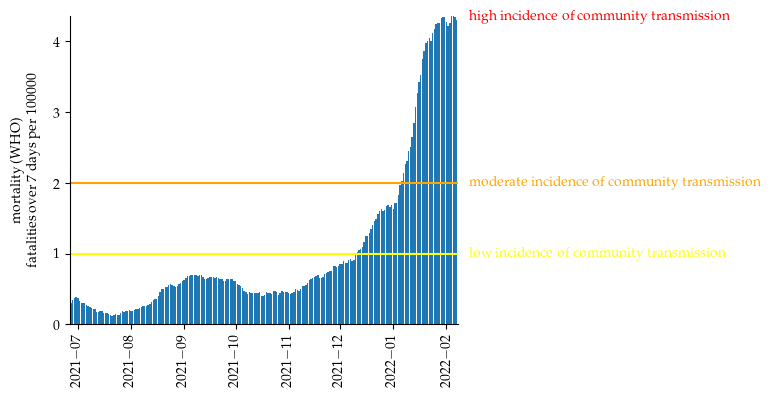 high incidence of community transmission
4
3
moderate incidence of community transmission
2
low incidence of community transmission
1
0
mortality (WHO)
fatalities over 7 days per 100000
2021−07
2021−08
2021−09
2021−10
2021−11
2021−12
2022−01
2022−02